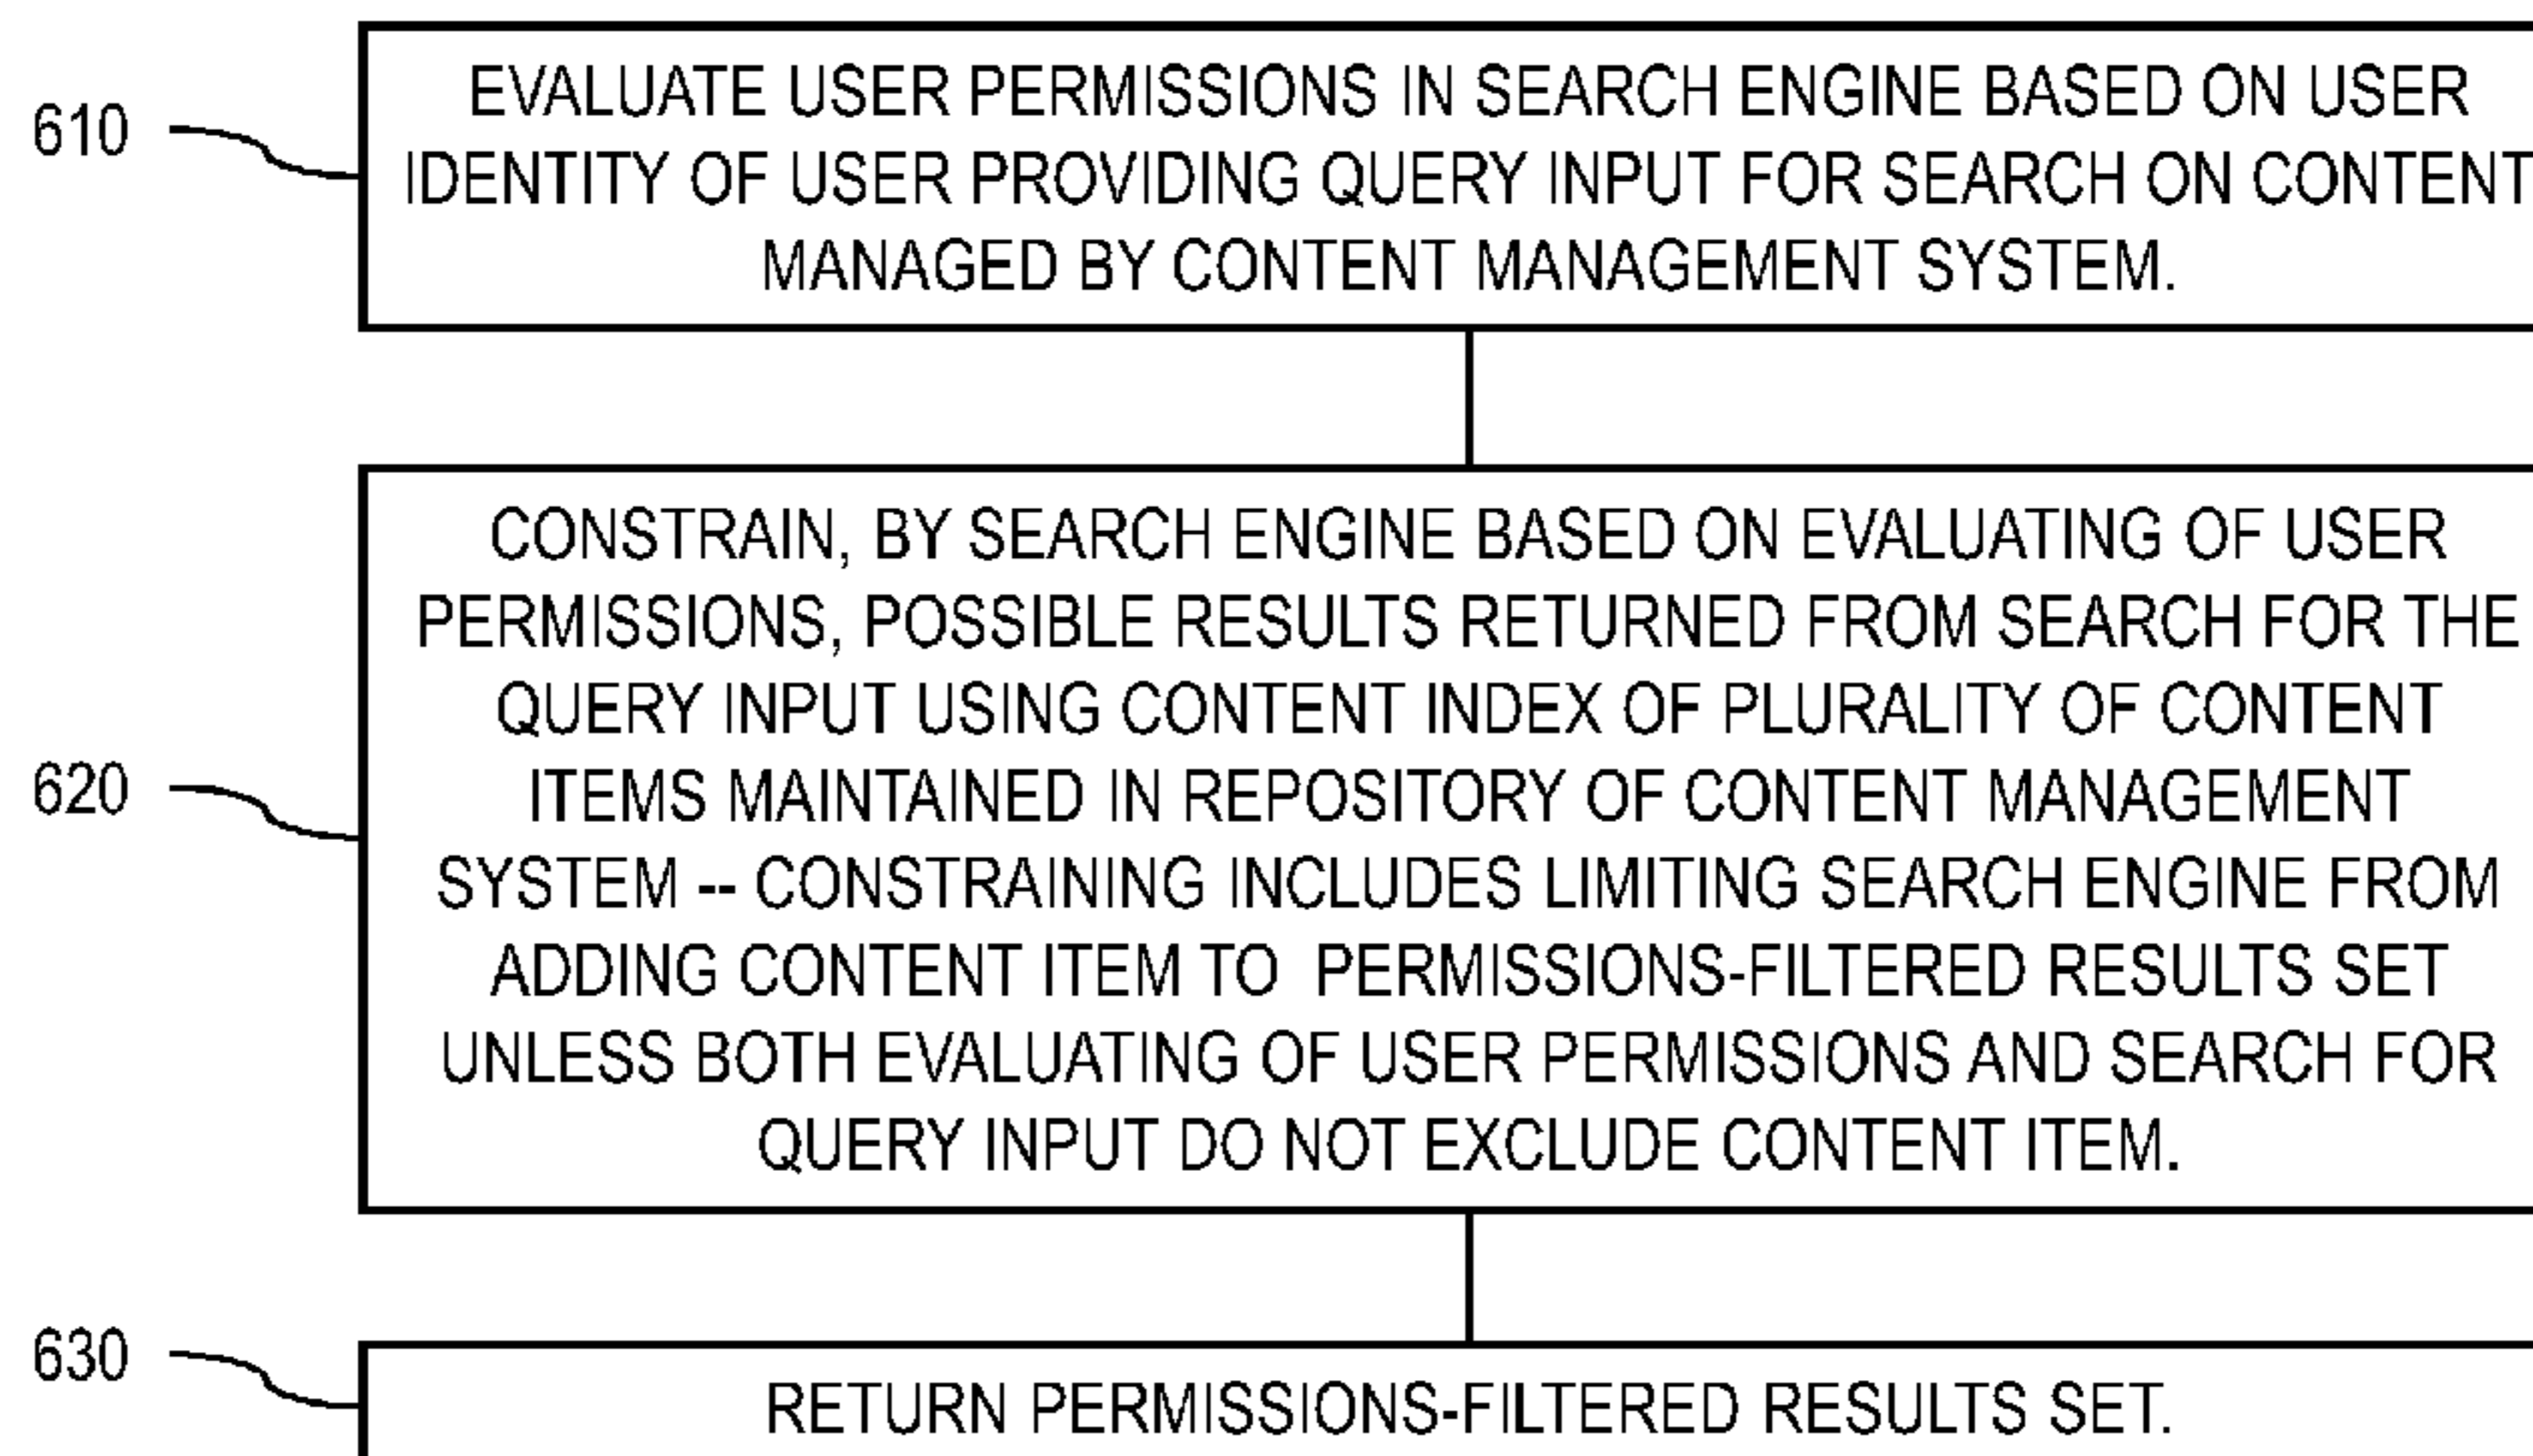 610
EVALUATE USER PERMISSIONS IN SEARCH ENGINE BASED ON USER
IDENTITY OF USER PROVIDING QUERY INPUT FOR SEARCH ON CONTENT
MANAGED BY CONTENT MANAGEMENT SYSTEM.
620
CONSTRAIN, BY SEARCH ENGINE BASED ON EVALUATING OF USER
PERMISSIONS, POSSIBLE RESULTS RETURNED FROM SEARCH FOR THE
QUERY INPUT USING CONTENT INDEX OF PLURALITY OF CONTENT
ITEMS MAINTAINED IN REPOSITORY OF CONTENT MANAGEMENT
SYSTEM -- CONSTRAINING INCLUDES LIMITING SEARCH ENGINE FROM
ADDING CONTENT ITEM TO PERMISSIONS-FILTERED RESULTS SET
UNLESS BOTH EVALUATING OF USER PERMISSIONS AND SEARCH FOR
QUERY INPUT DO NOT EXCLUDE CONTENT ITEM.
630
RETURN PERMISSIONS-FILTERED RESULTS SET.